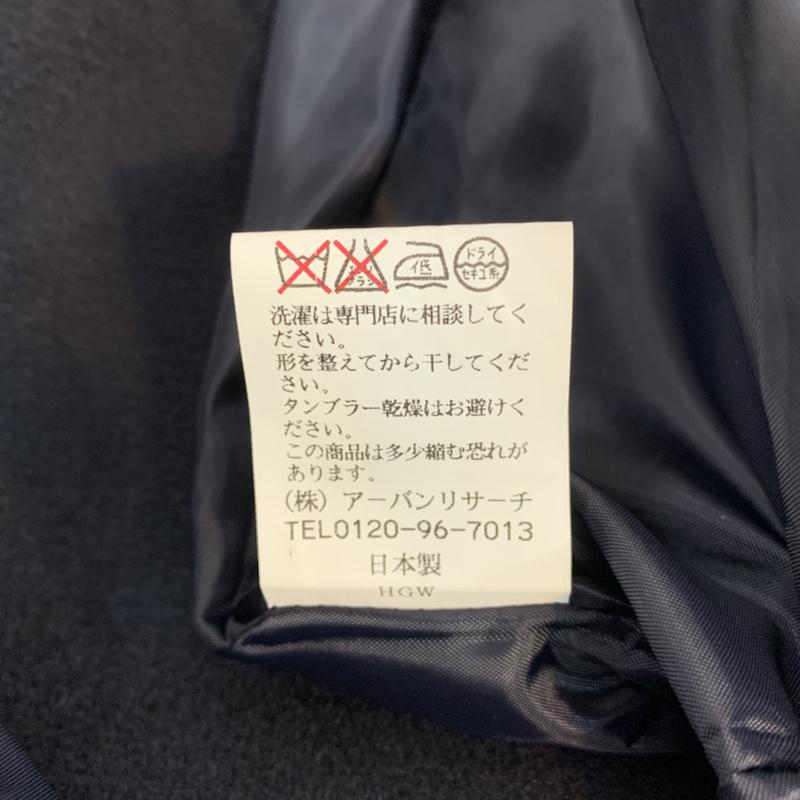 低
ドライ
セキユ系
洗濯は専門店に相談してく
ださい。
形を整えてから干してくだ
さい。
タンブラー乾燥はお避けく
ださい。
この商品は多少縮む恐れが
あります。
（株）アーバンリサーチ
TEL0120-96-7013
日本製
HGW